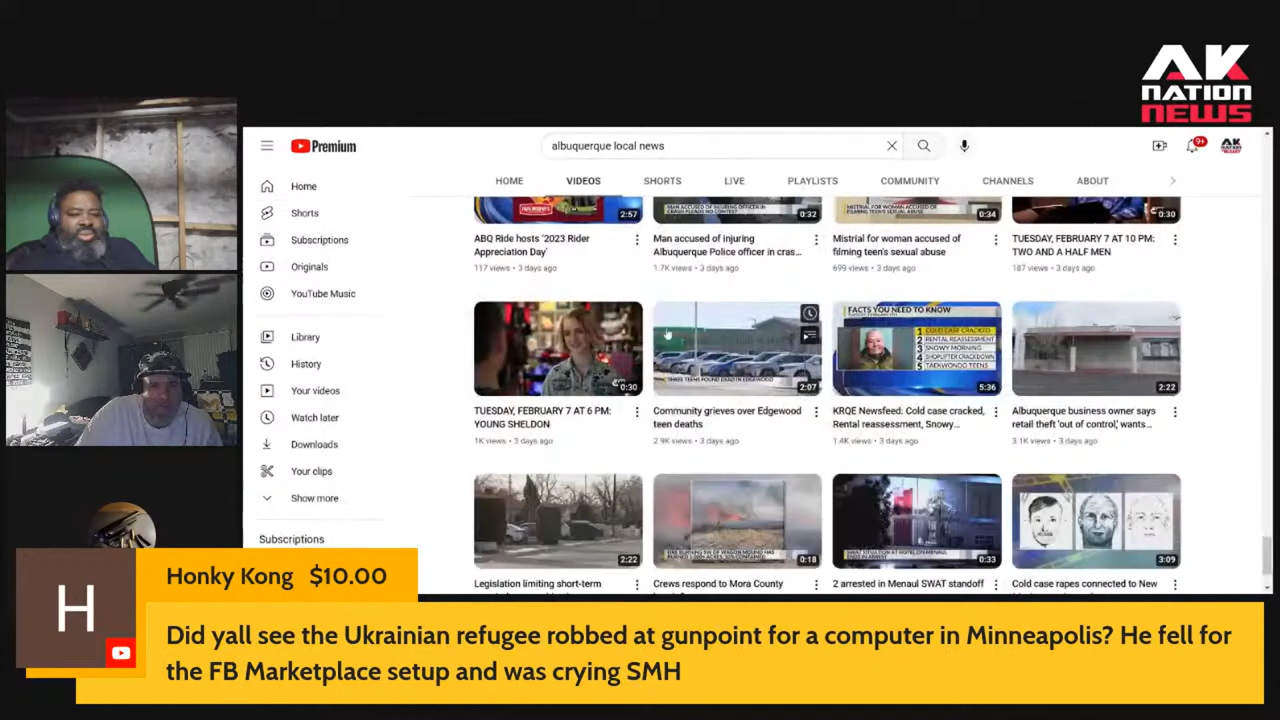 AK
NATION
NEWS
Premium
albuquerque local news
9+
HOME VIDEOS SHORTS LIVE PLAYLISTS COMMUNITY CHANNELS ABOUT
Home
Shorts
Subscriptions
Originals
YouTube Music
Library
History
Your videos
Watch later
Downloads
Your clips
Show more
Subscriptions
2:57
0:32
0:34
0:30
ABQ Ride hosts '2023 Rider
Appreciation Day'
117 views • 3 days ago
Man accused of injuring
Albuquerque Police officer in cras...
1.7K views • 3 days ago
Mistrial for woman accused of
filming teen's sexual abuse
699 views • 3 days ago
TUESDAY, FEBRUARY 7 AT 10 PM:
TWO AND A HALF MEN
187 views • 3 days ago
0:30
THREE TEENS FOUND DEAD IN EDGEWOOD
2:07
FACTS YOU NEED TO KNOW
1 COLD CASE CRACKED
2 RENTAL REASSESSMENT
3 SNOWY MORNING
4 SHOPLIFTER CRACKDOWN
5 TAEKWONDO TEENS
5:36
2:22
TUESDAY, FEBRUARY 7 AT 6 PM:
YOUNG SHELDON
1K views • 3 days ago
Community grieves over Edgewood
teen deaths
2.9K views • 3 days ago
KRQE Newsfeed: Cold case cracked,
Rental reassessment, Snowy...
1.4K views • 3 days ago
Albuquerque business owner says
retail theft 'out of control,' wants...
3.1K views • 3 days ago
2:22
0:18
0:33
3:09
Legislation limiting short-term
Crews respond to Mora County
2 arrested in Menaul SWAT standoff
Cold case rapes connected to New
H
Honky Kong $10.00
Did yall see the Ukrainian refugee robbed at gunpoint for a computer in Minneapolis? He fell for
the FB Marketplace setup and was crying SMH